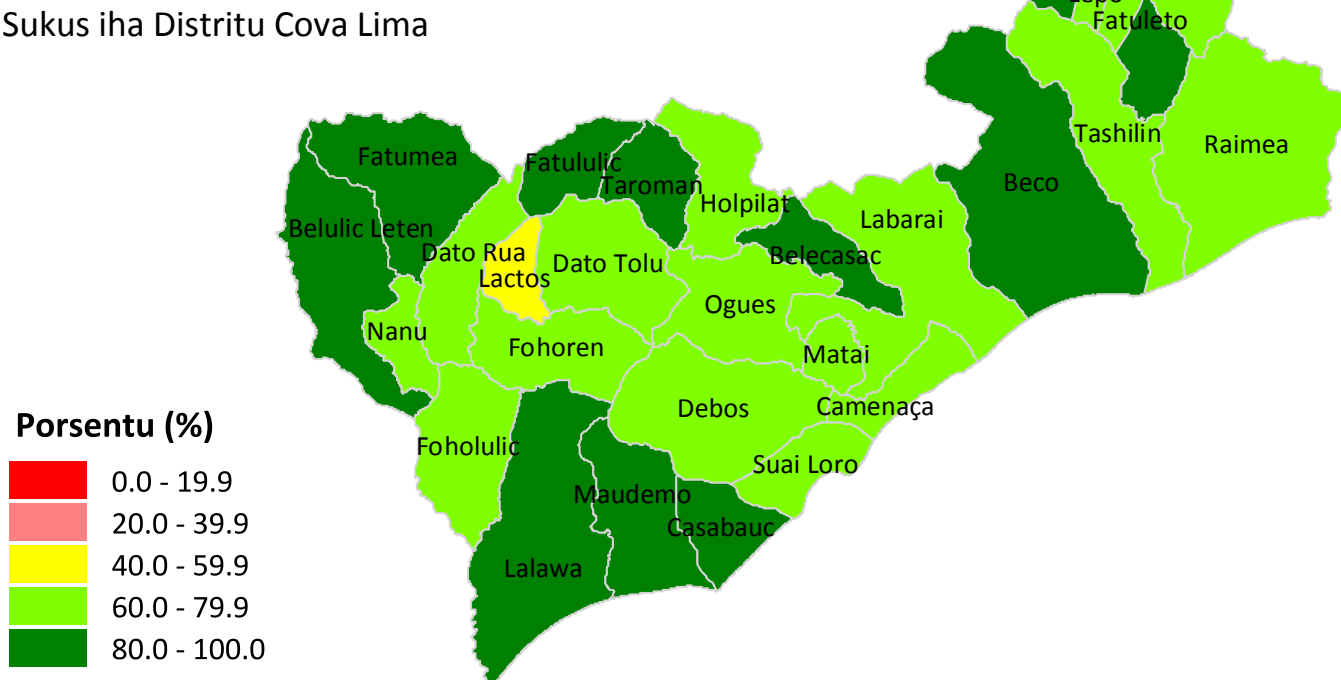 Sukus iha Distritu Cova Lima
Lepo
Fatuleto
Tashilin
Raimea
Fatumea
Fatululic
Taroman
Beco
Holpilat
Labarai
Belulic Leten
Dato Rua
Lactos
Dato Tolu
Belecasac
Ogues
Nanu
Fohoren
Matai
Debos
Camenaça
Foholulic
Suai Loro
Maudemo
Casabauc
Lalawa
Porsentu (%)
0.0 - 19.9
20.0 - 39.9
40.0 - 59.9
60.0 - 79.9
80.0 - 100.0